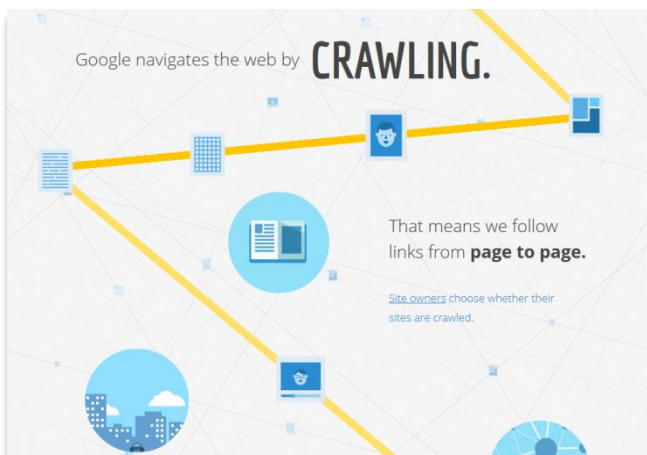 Google navigates the web by CRAWLING.
That means we follow
links from page to page.
Site owners choose whether their
sites are crawled.